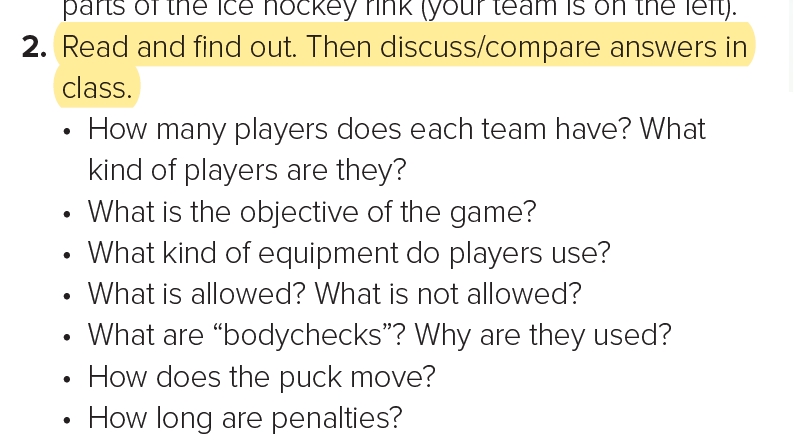 parts of the ice hockey rink (your team is on the left).
2. Read and find out. Then discuss/compare answers in
class.
• How many players does each team have? What
kind of players are they?
• What is the objective of the game?
• What kind of equipment do players use?
• What is allowed? What is not allowed?
• What are “bodychecks”? Why are they used?
• How does the puck move?
• How long are penalties?